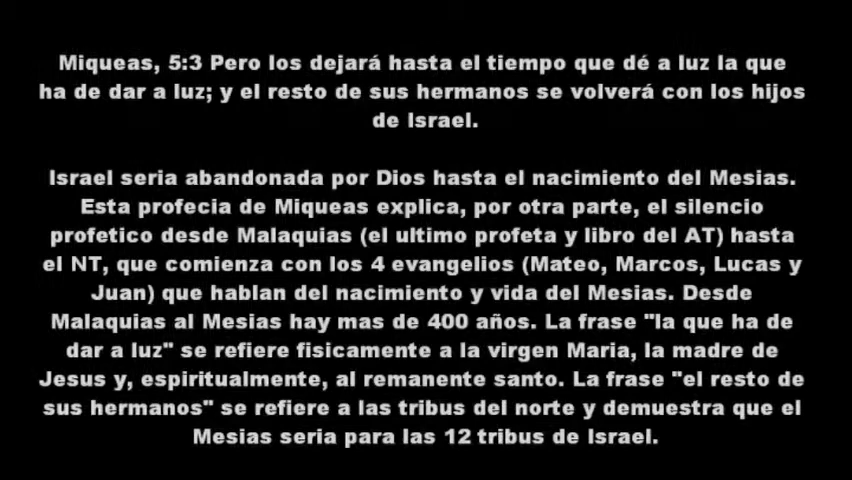 Miqueas, 5:3 Pero los dejará hasta el tiempo que dé a luz la que
ha de dar a luz; y el resto de sus hermanos se volverá con los hijos
de Israel.
Israel seria abandonada por Dios hasta el nacimiento del Mesias.
Esta profecia de Miqueas explica, por otra parte, el silencio
profetico desde Malaquias (el ultimo profeta y libro del AT) hasta
el NT, que comienza con los 4 evangelios (Mateo, Marcos, Lucas y
Juan) que hablan del nacimiento y vida del Mesias. Desde
Malaquias al Mesias hay mas de 400 años. La frase "la que ha de
dar a luz" se refiere fisicamente a la virgen Maria, la madre de
Jesus y, espiritualmente, al remanente santo. La frase "el resto de
sus hermanos" se refiere a las tribus del norte y demuestra que el
Mesias seria para las 12 tribus de Israel.